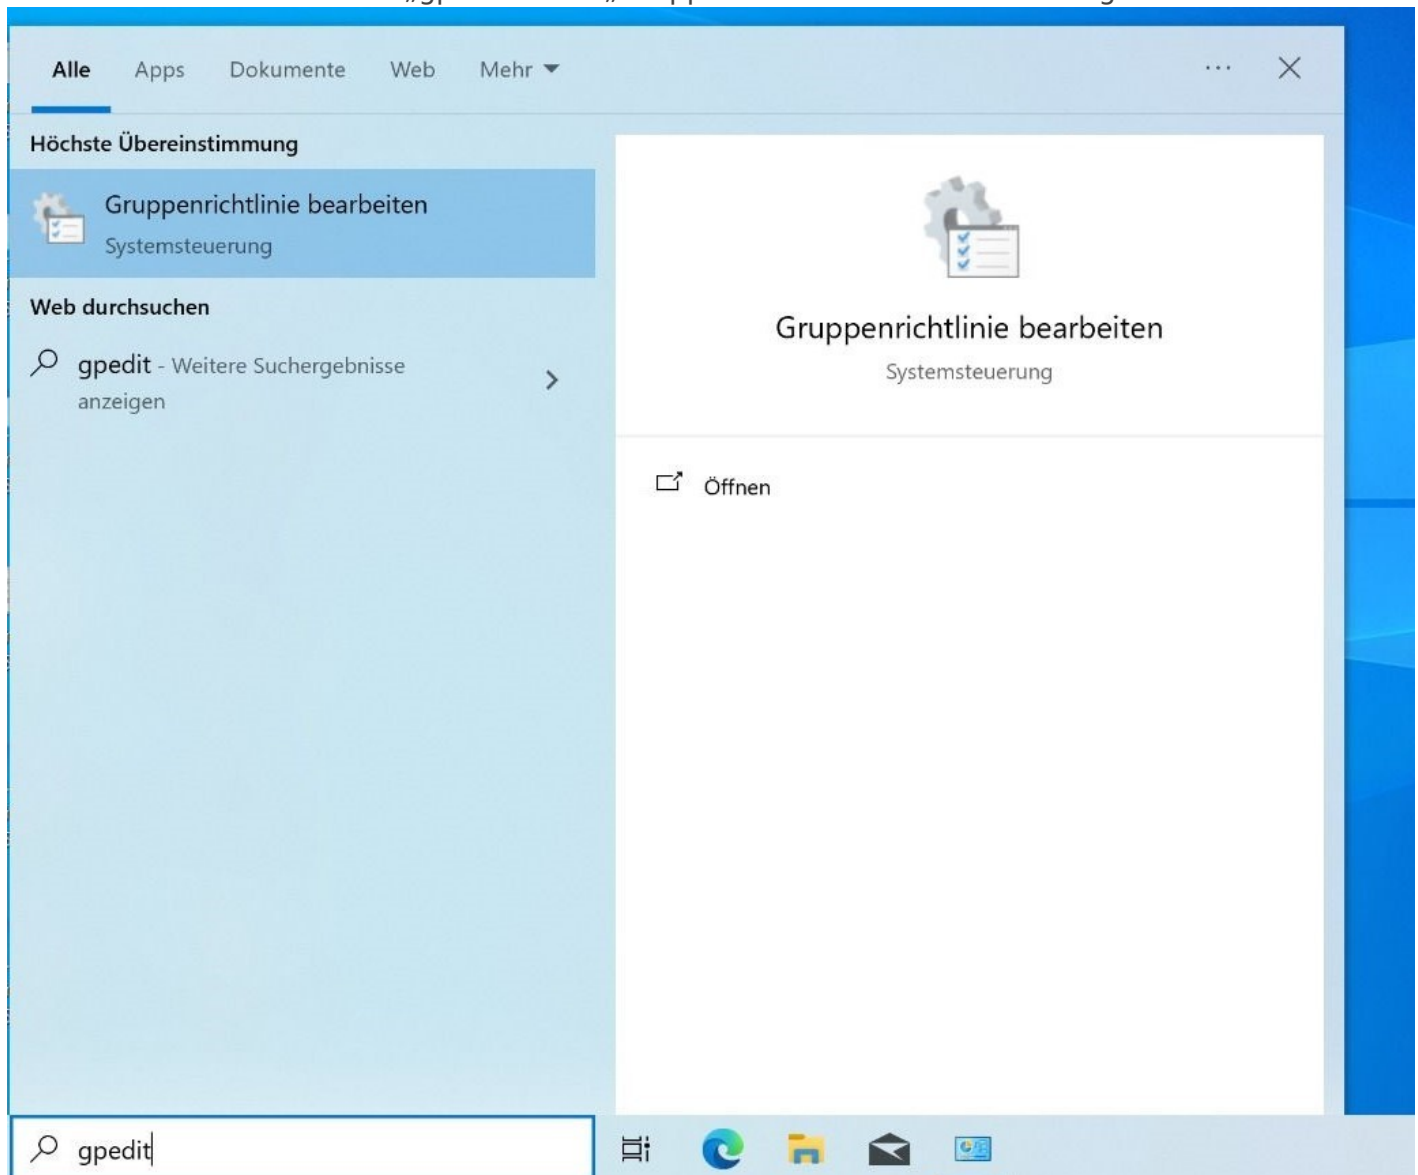 Alle Apps Dokumente Web Mehr
Höchste Übereinstimmung
Gruppenrichtlinie bearbeiten
Systemsteuerung
Web durchsuchen
gpedit - Weitere Suchergebnisse
anzeigen
Gruppenrichtlinie bearbeiten
Systemsteuerung
Öffnen
gpedit